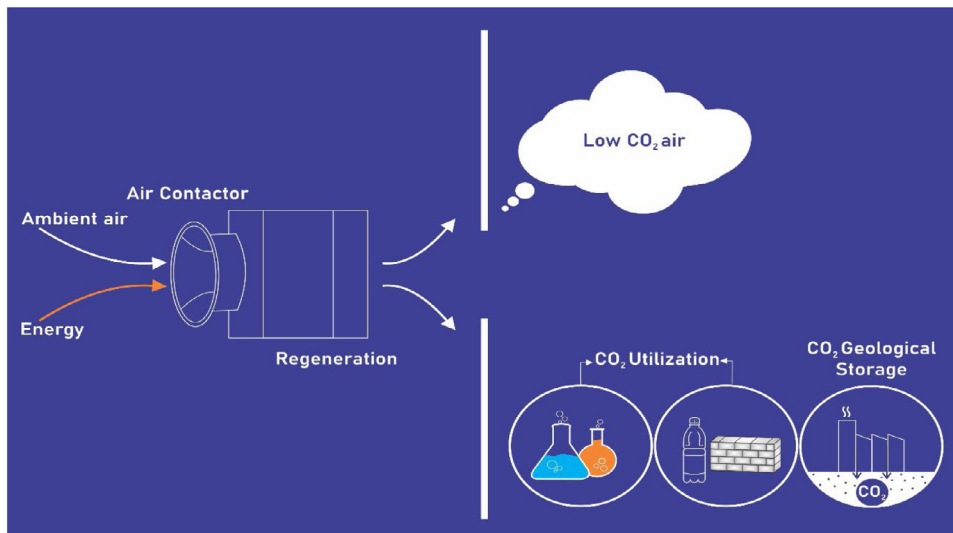 Air Contactor
Ambient air
Energy
Regeneration
Low CO₂ air
CO₂ Utilization
CO₂ Geological
Storage
CO₂